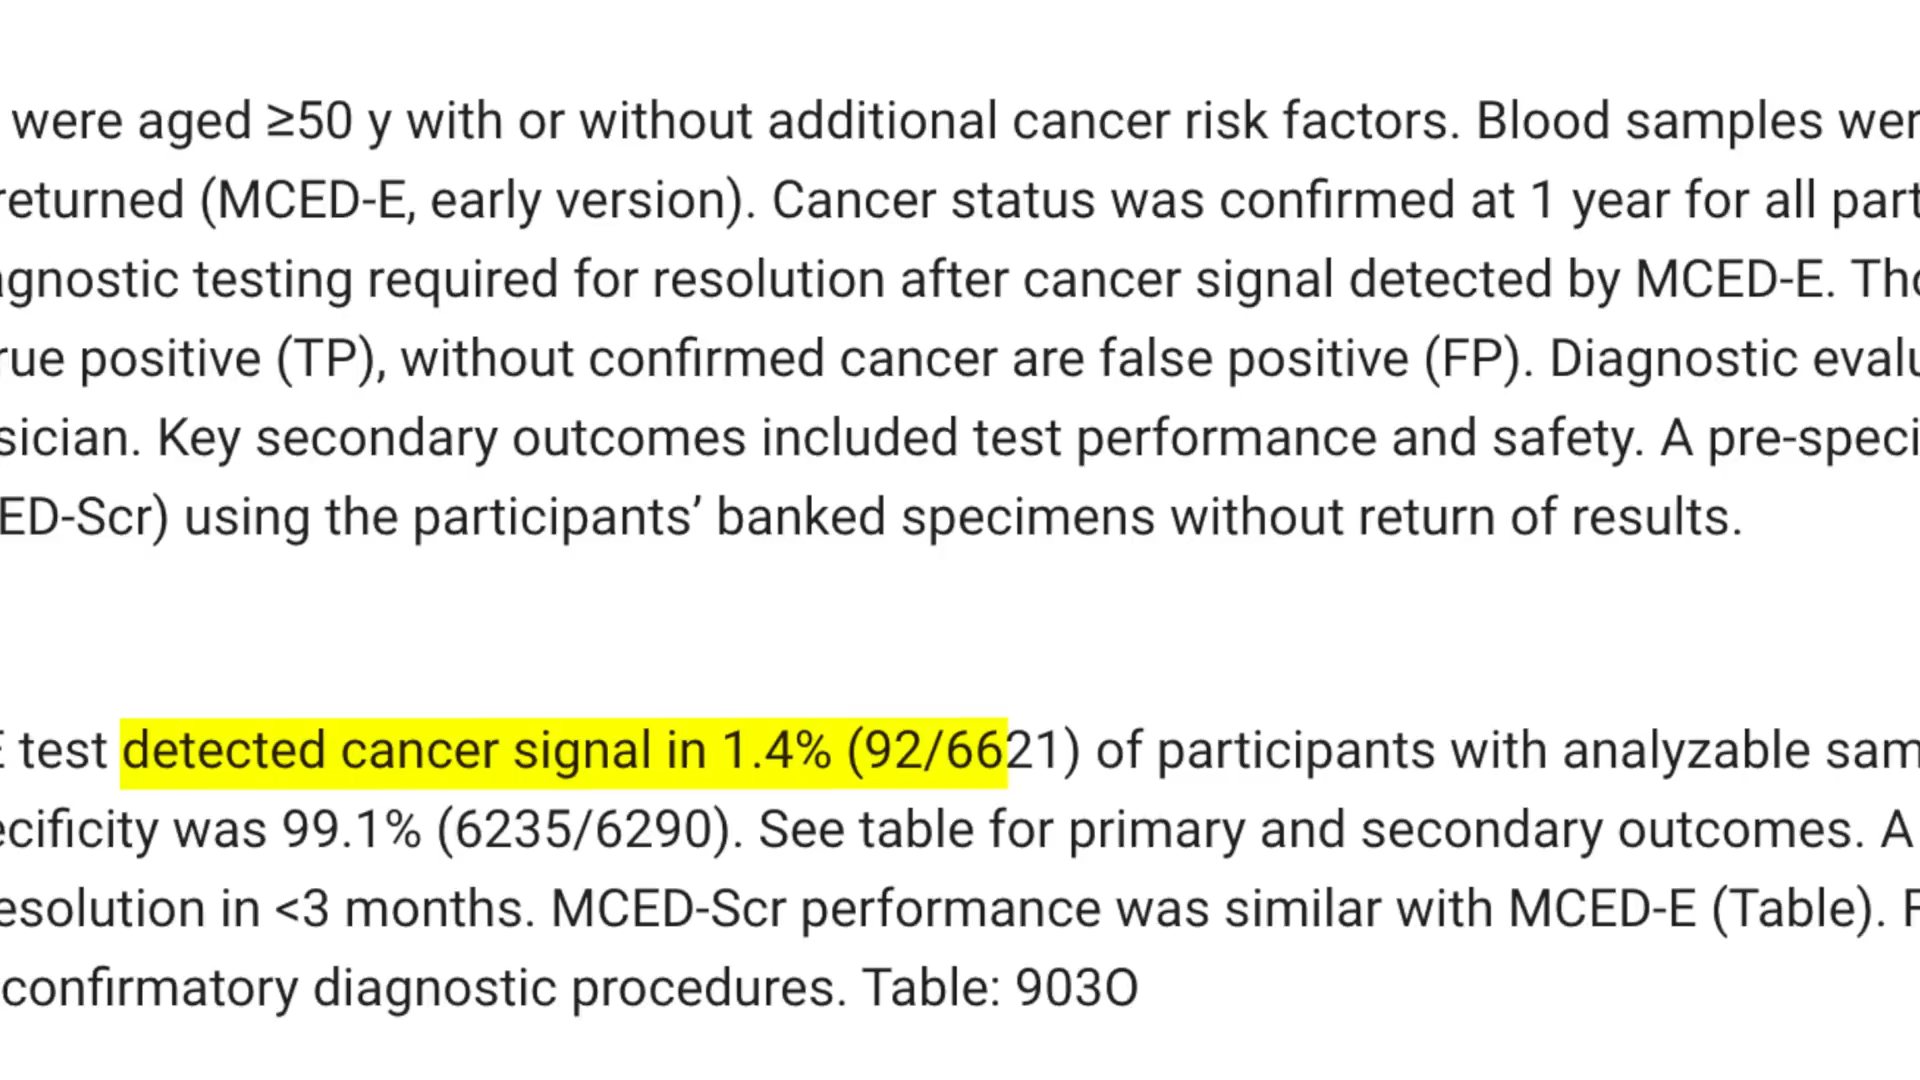 were aged ≥50 y with or without additional cancer risk factors. Blood samples wer
returned (MCED-E, early version). Cancer status was confirmed at 1 year for all part
agnostic testing required for resolution after cancer signal detected by MCED-E. Tho
rue positive (TP), without confirmed cancer are false positive (FP). Diagnostic evalu
sician. Key secondary outcomes included test performance and safety. A pre-speci
ED-Scr) using the participants’ banked specimens without return of results.
E test detected cancer signal in 1.4% (92/6621) of participants with analyzable sam
ecificity was 99.1% (6235/6290). See table for primary and secondary outcomes. A
esolution in <3 months. MCED-Scr performance was similar with MCED-E (Table). F
confirmatory diagnostic procedures. Table: 903O